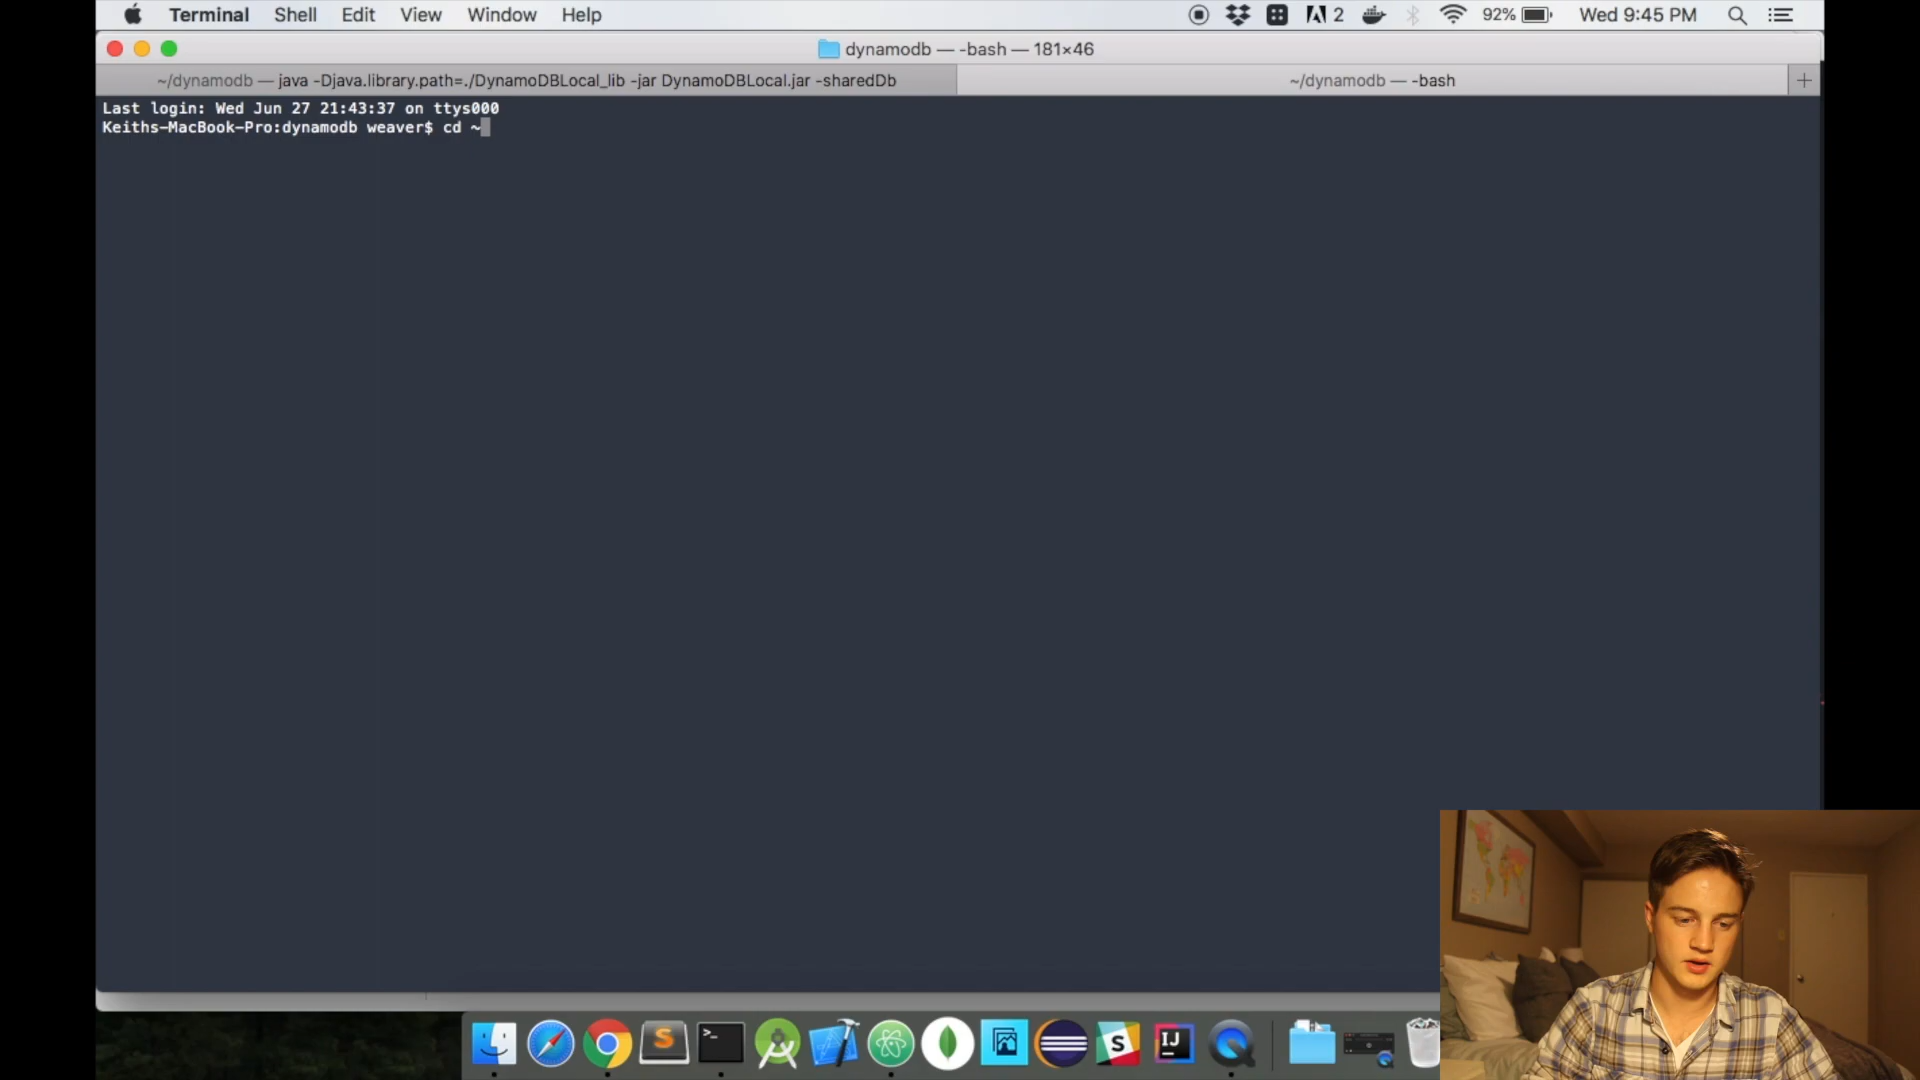 Terminal Shell Edit View Window Help 2 92% Wed 9:45 PM
dynamodb — -bash — 181×46
~/dynamodb — java -Djava.library.path=./DynamoDBLocal_lib -jar DynamoDBLocal.jar -sharedDb ~/dynamodb — -bash
Last login: Wed Jun 27 21:43:37 on ttys000
Keiths-MacBook-Pro:dynamodb weaver$ cd ~
S >_ S IJ